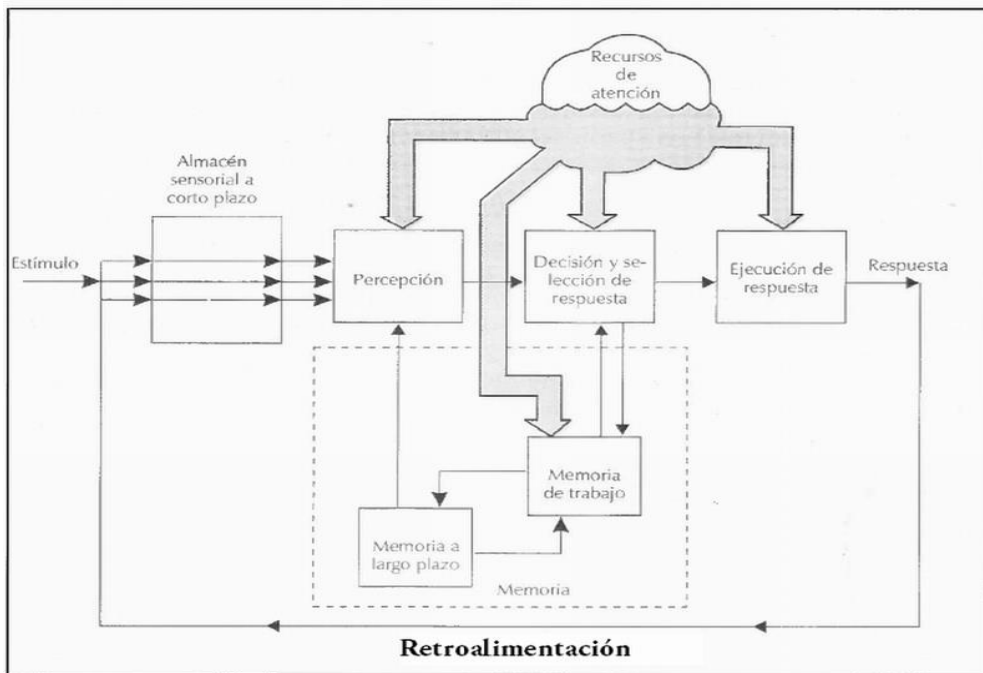 Recursos
de
atención
Almacén
sensorial a
corto plazo
Estímulo
Percepción
Decisión y se-
lección de
respuesta
Ejecución de
respuesta
Respuesta
Memoria
de trabajo
Memoria a
largo plazo
Memoria
Retroalimentación